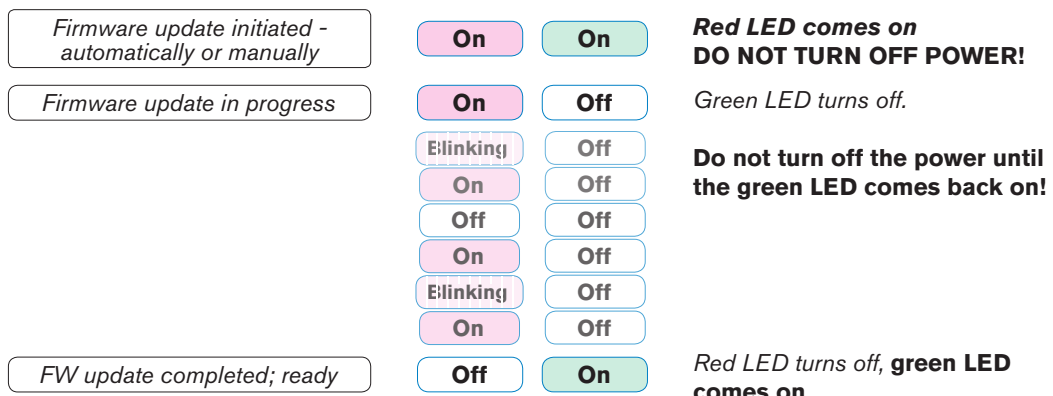 Firmware update initiated - On On Red LED comes on
automatically or manually DO NOT TURN OFF POWER!
Firmware update in progress On Off Green LED turns off.
Blinking Off Do not turn off the power until
On Off the green LED comes back on!
Off Off
On Off
Blinking Off
On Off
FW update completed; ready Off On Red LED turns off, green LED
comes on